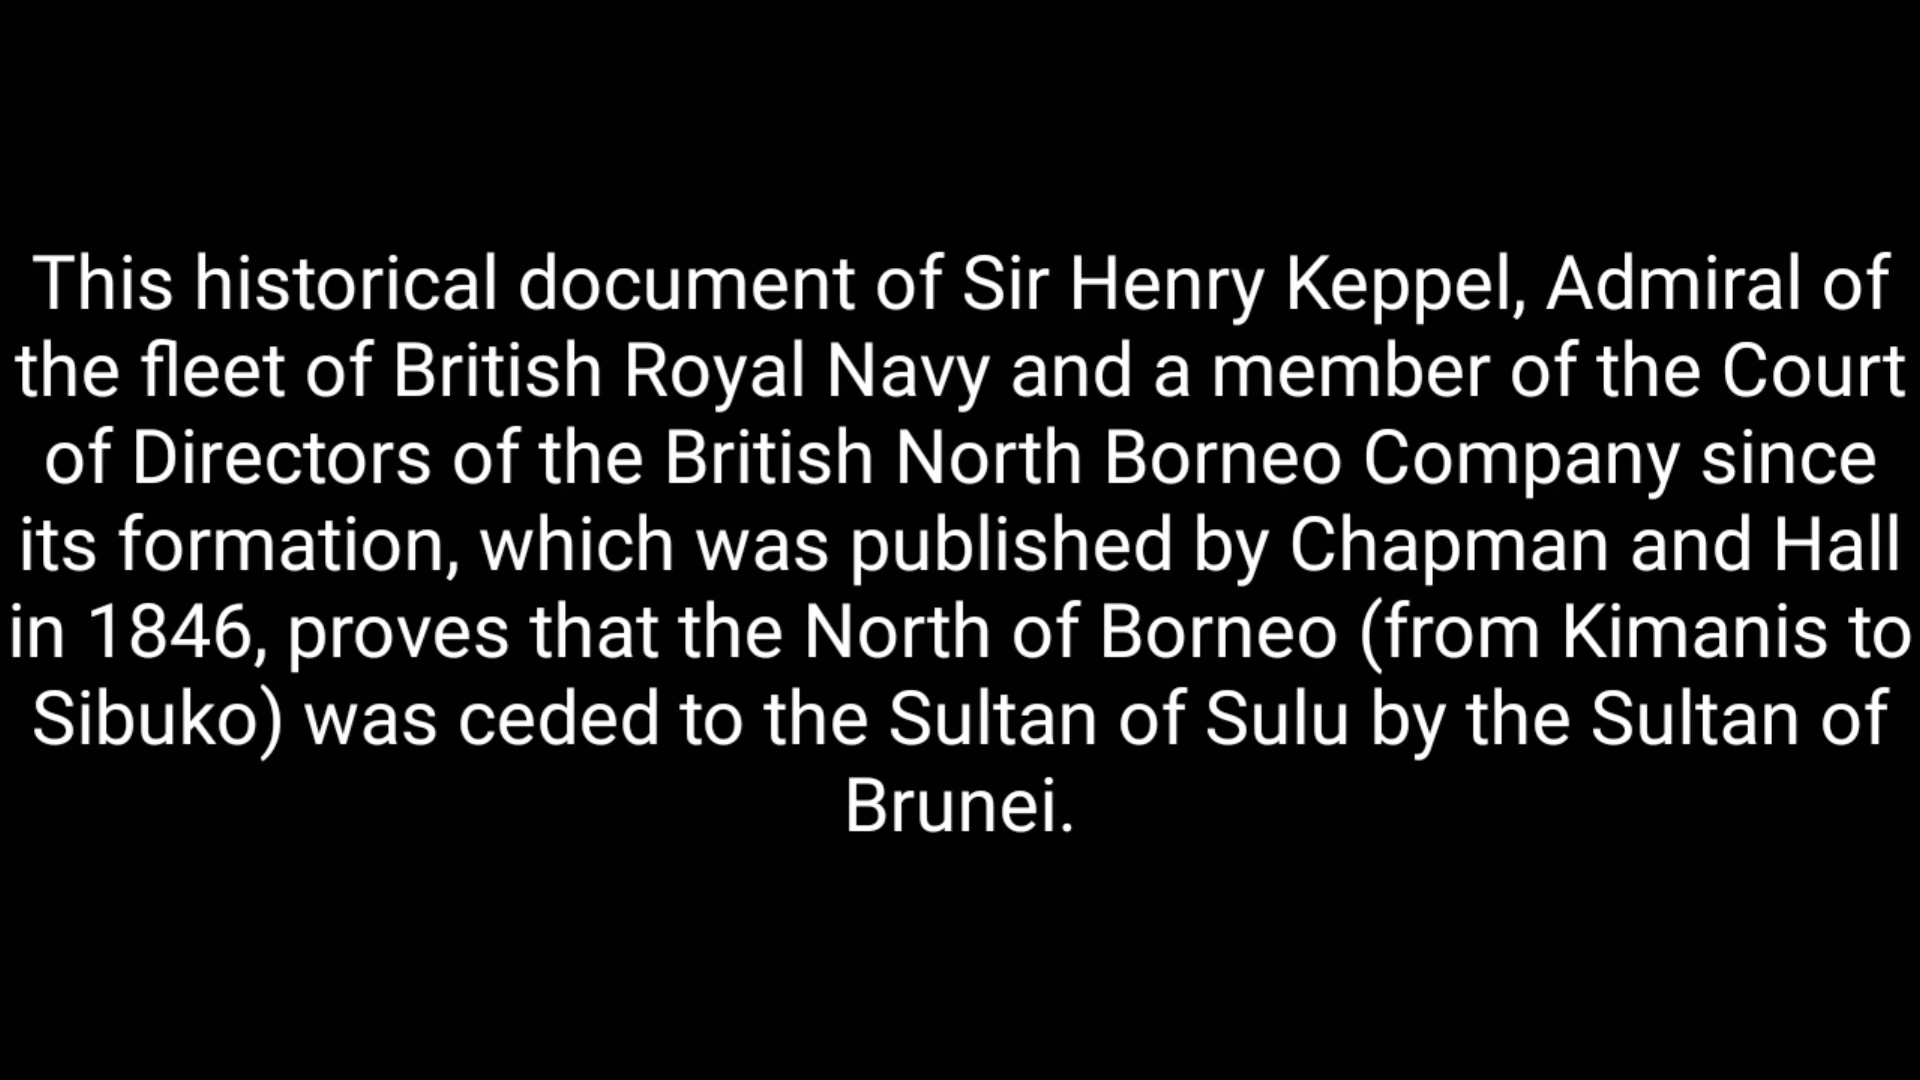 This historical document of Sir Henry Keppel, Admiral of
the fleet of British Royal Navy and a member of the Court
of Directors of the British North Borneo Company since
its formation, which was published by Chapman and Hall
in 1846, proves that the North of Borneo (from Kimanis to
Sibuko) was ceded to the Sultan of Sulu by the Sultan of
Brunei.